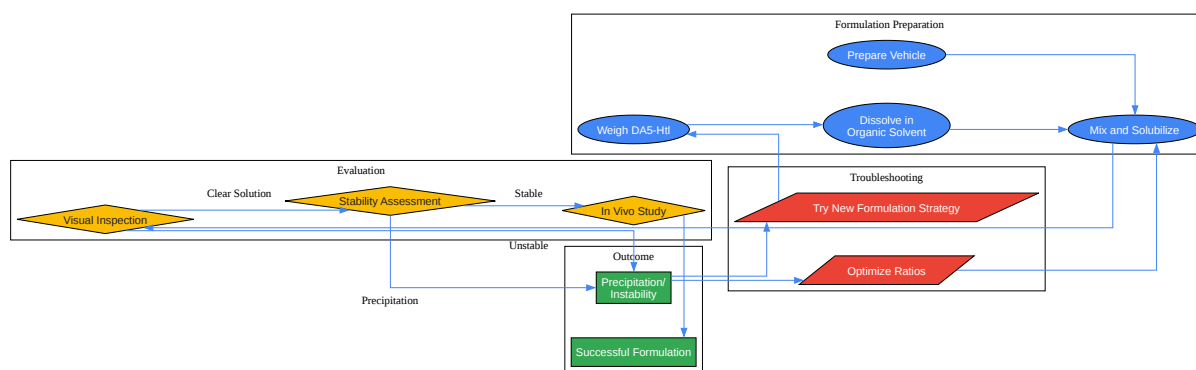 Formulation Preparation
Prepare Vehicle
Weigh DA5-Htl
Dissolve in
Organic Solvent
Mix and Solubilize
Evaluation
Clear Solution
Stable
Stability Assessment
Visual Inspection
In Vivo Study
Unstable
Precipitation
Troubleshooting
Try New Formulation Strategy
Optimize Ratios
Outcome
Precipitation/
Instability
Successful Formulation